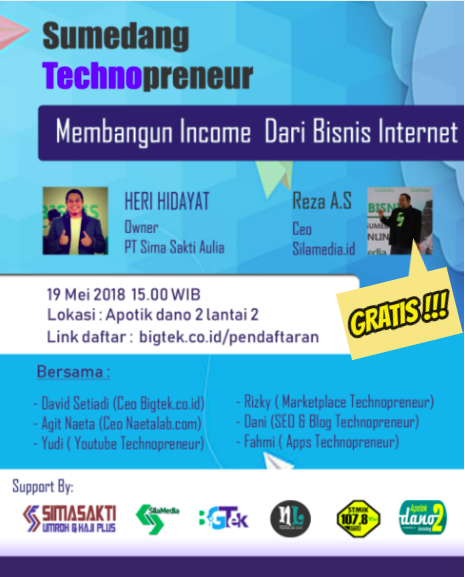 Sumedang
Technopreneur
Membangun Income Dari Bisnis Internet
HERI HIDAYAT
Owner
PT Sima Sakti Aulia
Reza A.S
Ceo
Silamedia.id
GRATIS !!!
19 Mei 2018 15.00 WIB
Lokasi : Apotik dano 2 lantai 2
Link daftar : bigtek.co.id/pendaftaran
Bersama :
- David Setiadi (Ceo Bigtek.co.id)
- Agit Naeta (Ceo Naetalab.com)
- Yudi ( Youtube Technopreneur)
- Rizky ( Marketplace Technopreneur)
- Dani (SEO & Blog Technopreneur)
- Fahmi ( Apps Technopreneur)
Support By:
SIMASAKTI
UMROH & HAJI PLUS
SilaMedia
BiGTek
NL
STMIK
107,8
Apotek
dano2